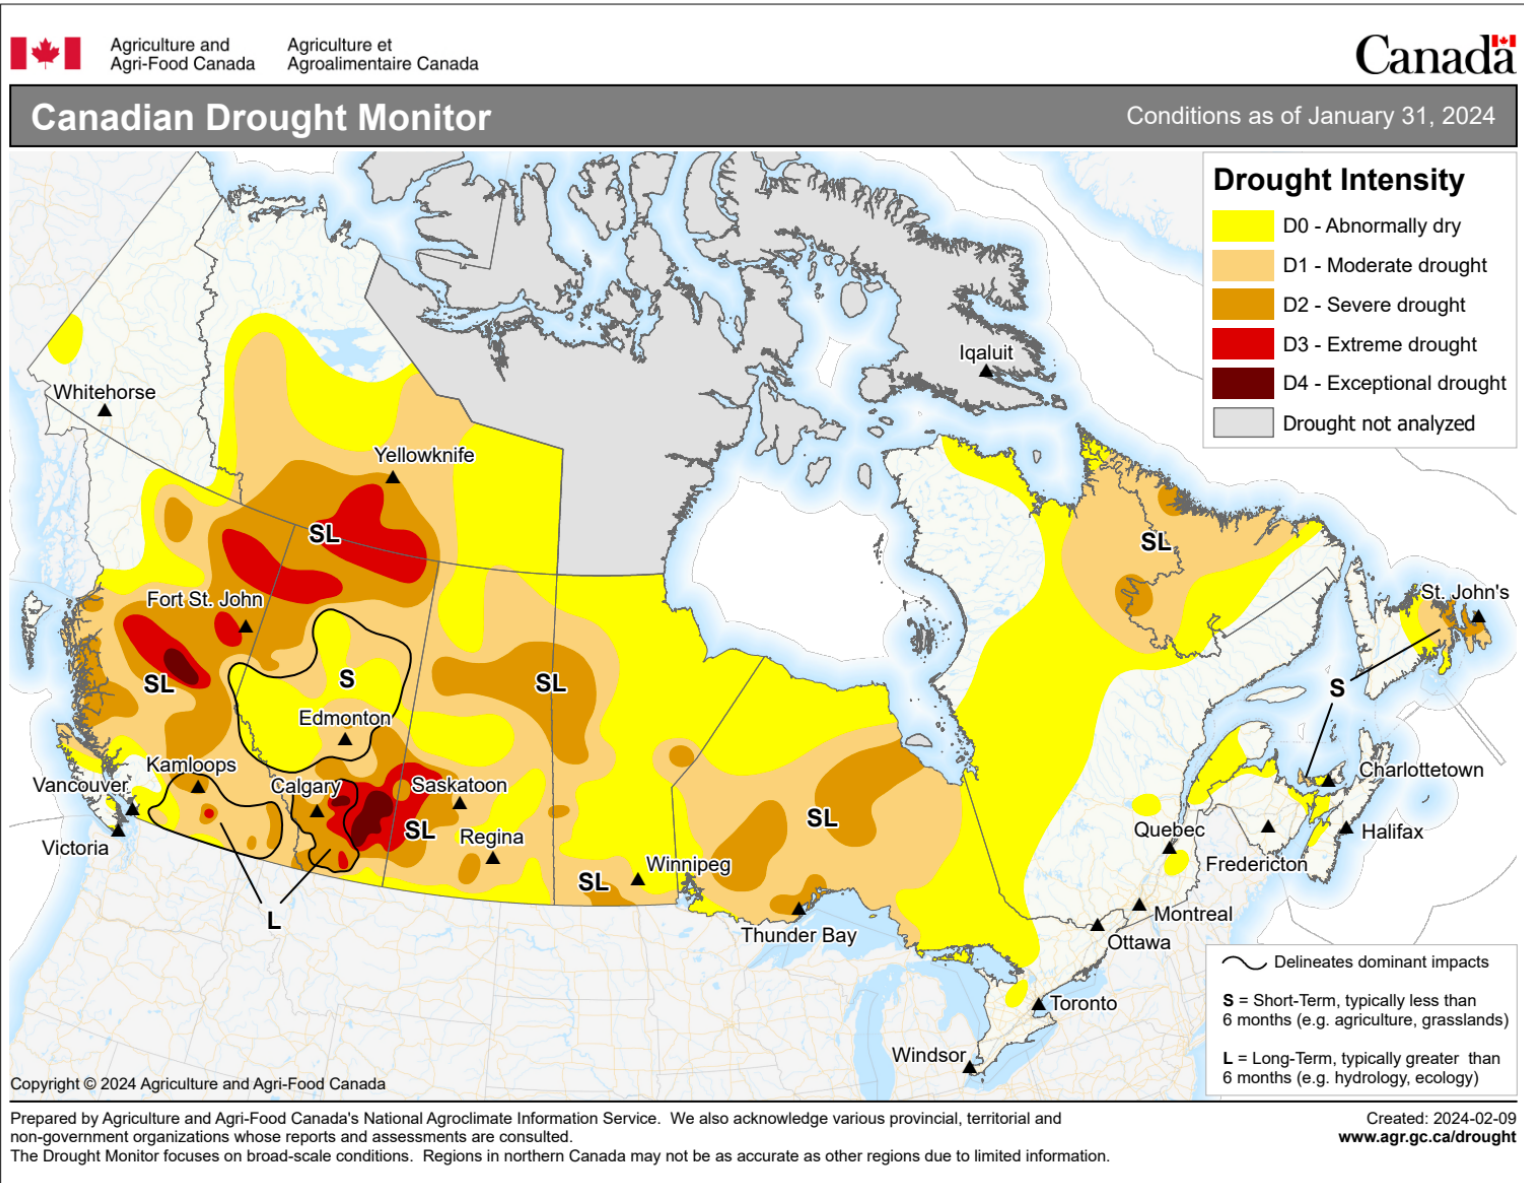 Agriculture and
Agri-Food Canada
Agriculture et
Agroalimentaire Canada
Canada
Canadian Drought Monitor
Conditions as of January 31, 2024
Drought Intensity
D0 - Abnormally dry
D1 - Moderate drought
D2 - Severe drought
D3 - Extreme drought
D4 - Exceptional drought
Drought not analyzed
Iqaluit
Whitehorse
Yellowknife
SL
SL
Fort St. John
St. John's
SL
S
SL
S
Edmonton
Kamloops
Vancouver
Calgary
Saskatoon
Charlottetown
SL
SL
Victoria
Regina
Quebec
Halifax
Winnipeg
Fredericton
SL
L
Thunder Bay
Montreal
Ottawa
Toronto
Windsor
Delineates dominant impacts
S = Short-Term, typically less than
6 months (e.g. agriculture, grasslands)
L = Long-Term, typically greater than
6 months (e.g. hydrology, ecology)
Copyright © 2024 Agriculture and Agri-Food Canada
Prepared by Agriculture and Agri-Food Canada's National Agroclimate Information Service. We also acknowledge various provincial, territorial and
non-government organizations whose reports and assessments are consulted.
The Drought Monitor focuses on broad-scale conditions. Regions in northern Canada may not be as accurate as other regions due to limited information.
Created: 2024-02-09
www.agr.gc.ca/drought